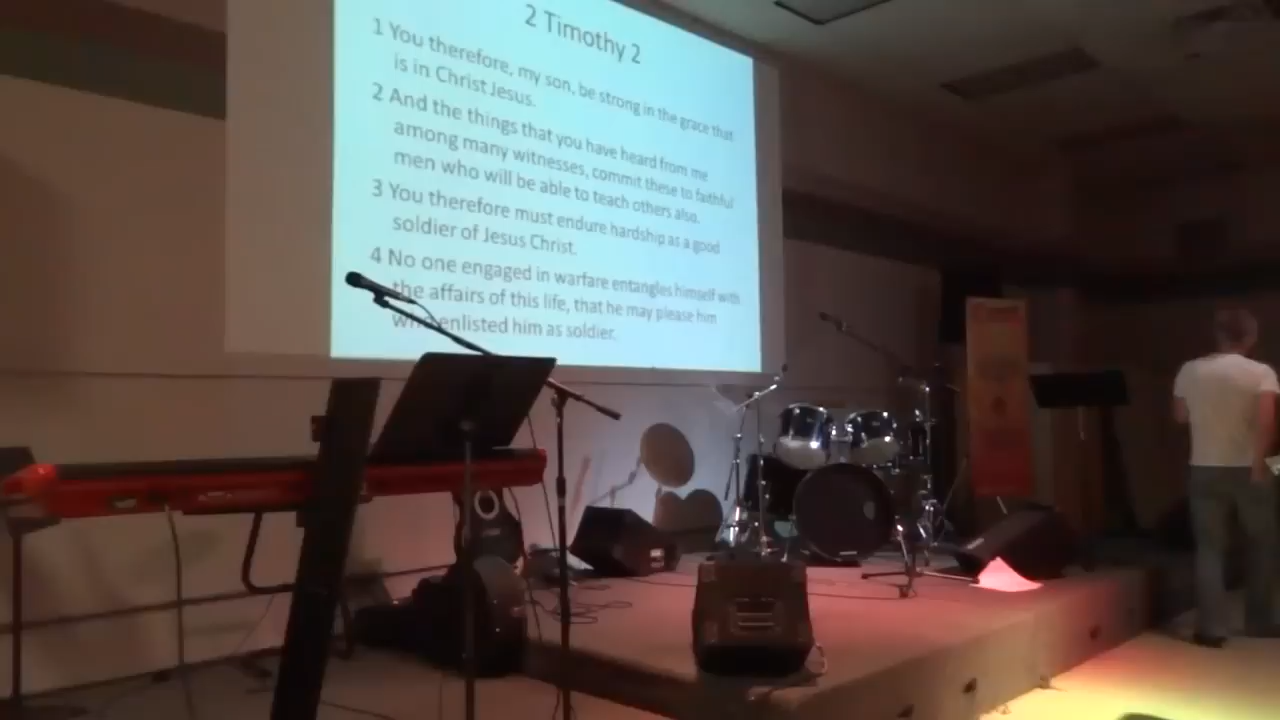 2 Timothy 2
1 You therefore, my son, be strong in the grace that
is in Christ Jesus.
2 And the things that you have heard from me
among many witnesses, commit these to faithful
men who will be able to teach others also.
3 You therefore must endure hardship as a good
soldier of Jesus Christ.
4 No one engaged in warfare entangles himself with
the affairs of this life, that he may please him
who enlisted him as soldier.